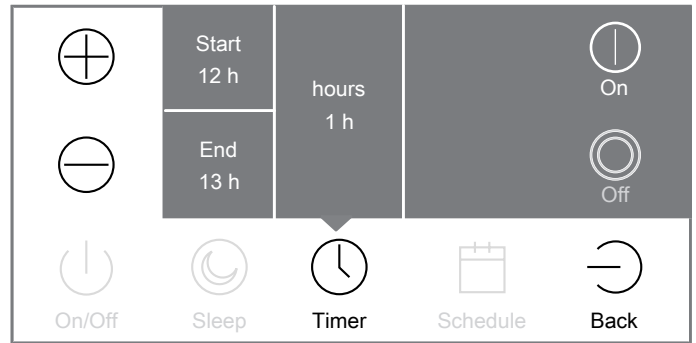 Start
12 h
hours
1 h
On
End
13 h
Off
On/Off
Sleep
Timer
Schedule
Back